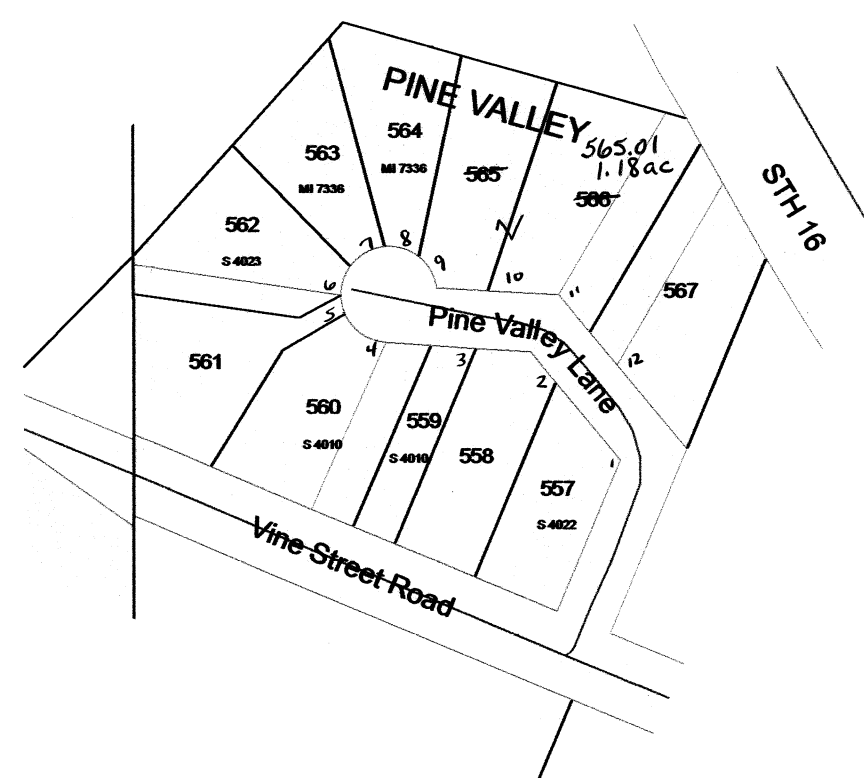 PINE VALLEY
564
MI 7336
563
MI 7336
565
565.01
1.18ac
566
STH 16
562
S 4023
567
7
8
9
10
11
12
6
5
4
3
2
1
Z
Pine Valley Lane
561
560
S 4010
559
S 4010
558
557
S 4022
Vine Street Road